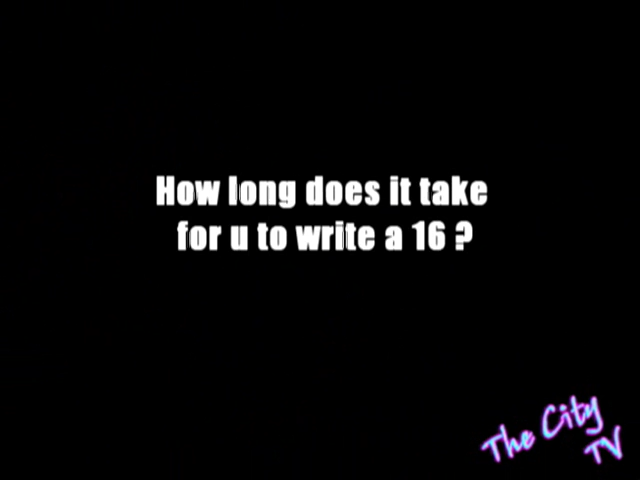 How long does it take
for u to write a 16 ?
The City
TV